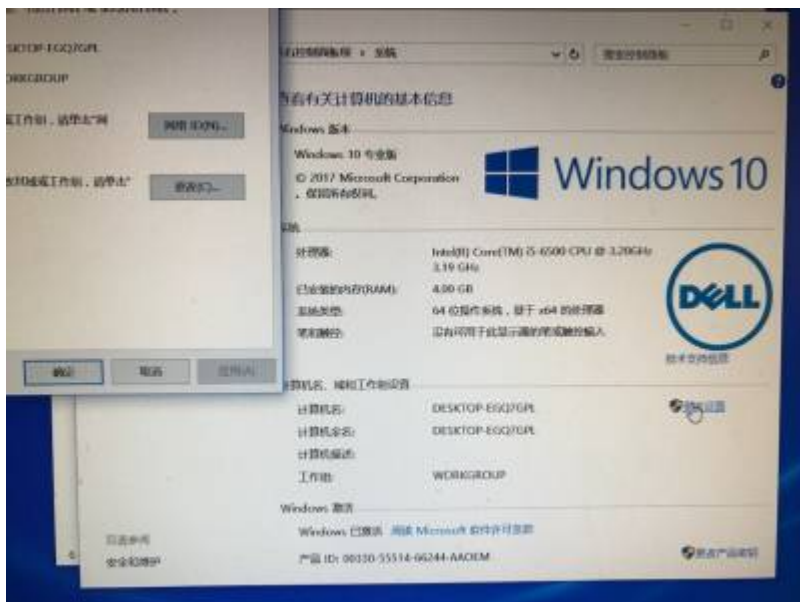 WORKGROUP
网络 ID(N)...
更改(C)...
确定
取消
应用(A)
系统
搜索控制面板
查看有关计算机的基本信息
Windows 版本
Windows 10 专业版
© 2017 Microsoft Corporation
。保留所有权利。
Windows 10
系统
处理器:
Intel(R) Core(TM) i5-6500 CPU @ 3.20GHz
3.19 GHz
已安装的内存(RAM):
4.00 GB
系统类型:
64 位操作系统，基于 x64 的处理器
笔和触控:
没有可用于此显示器的笔或触控输入
DELL
技术支持信息
计算机名、域和工作组设置
计算机名:
DESKTOP-EGQ7GPL
更改设置
计算机全名:
DESKTOP-EGQ7GPL
计算机描述:
工作组:
WORKGROUP
Windows 激活
Windows 已激活 阅读 Microsoft 软件许可条款
产品 ID: 00330-55514-66244-AAOEM
更改产品密钥
另请参阅
安全和维护